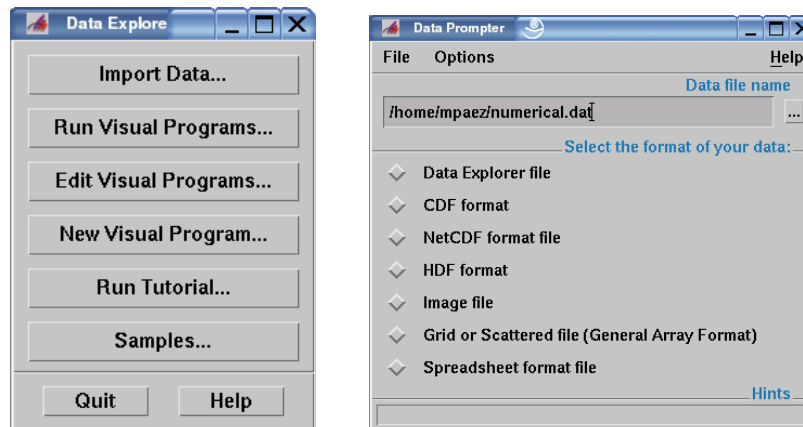 Data Explore
Import Data...
Run Visual Programs...
Edit Visual Programs...
New Visual Program...
Run Tutorial...
Samples...
Quit Help
Data Prompter
File Options Help
Data file name
/home/mpaez/numerical.dat
...
Select the format of your data:
Data Explorer file
CDF format
NetCDF format file
HDF format
Image file
Grid or Scattered file (General Array Format)
Spreadsheet format file
Hints